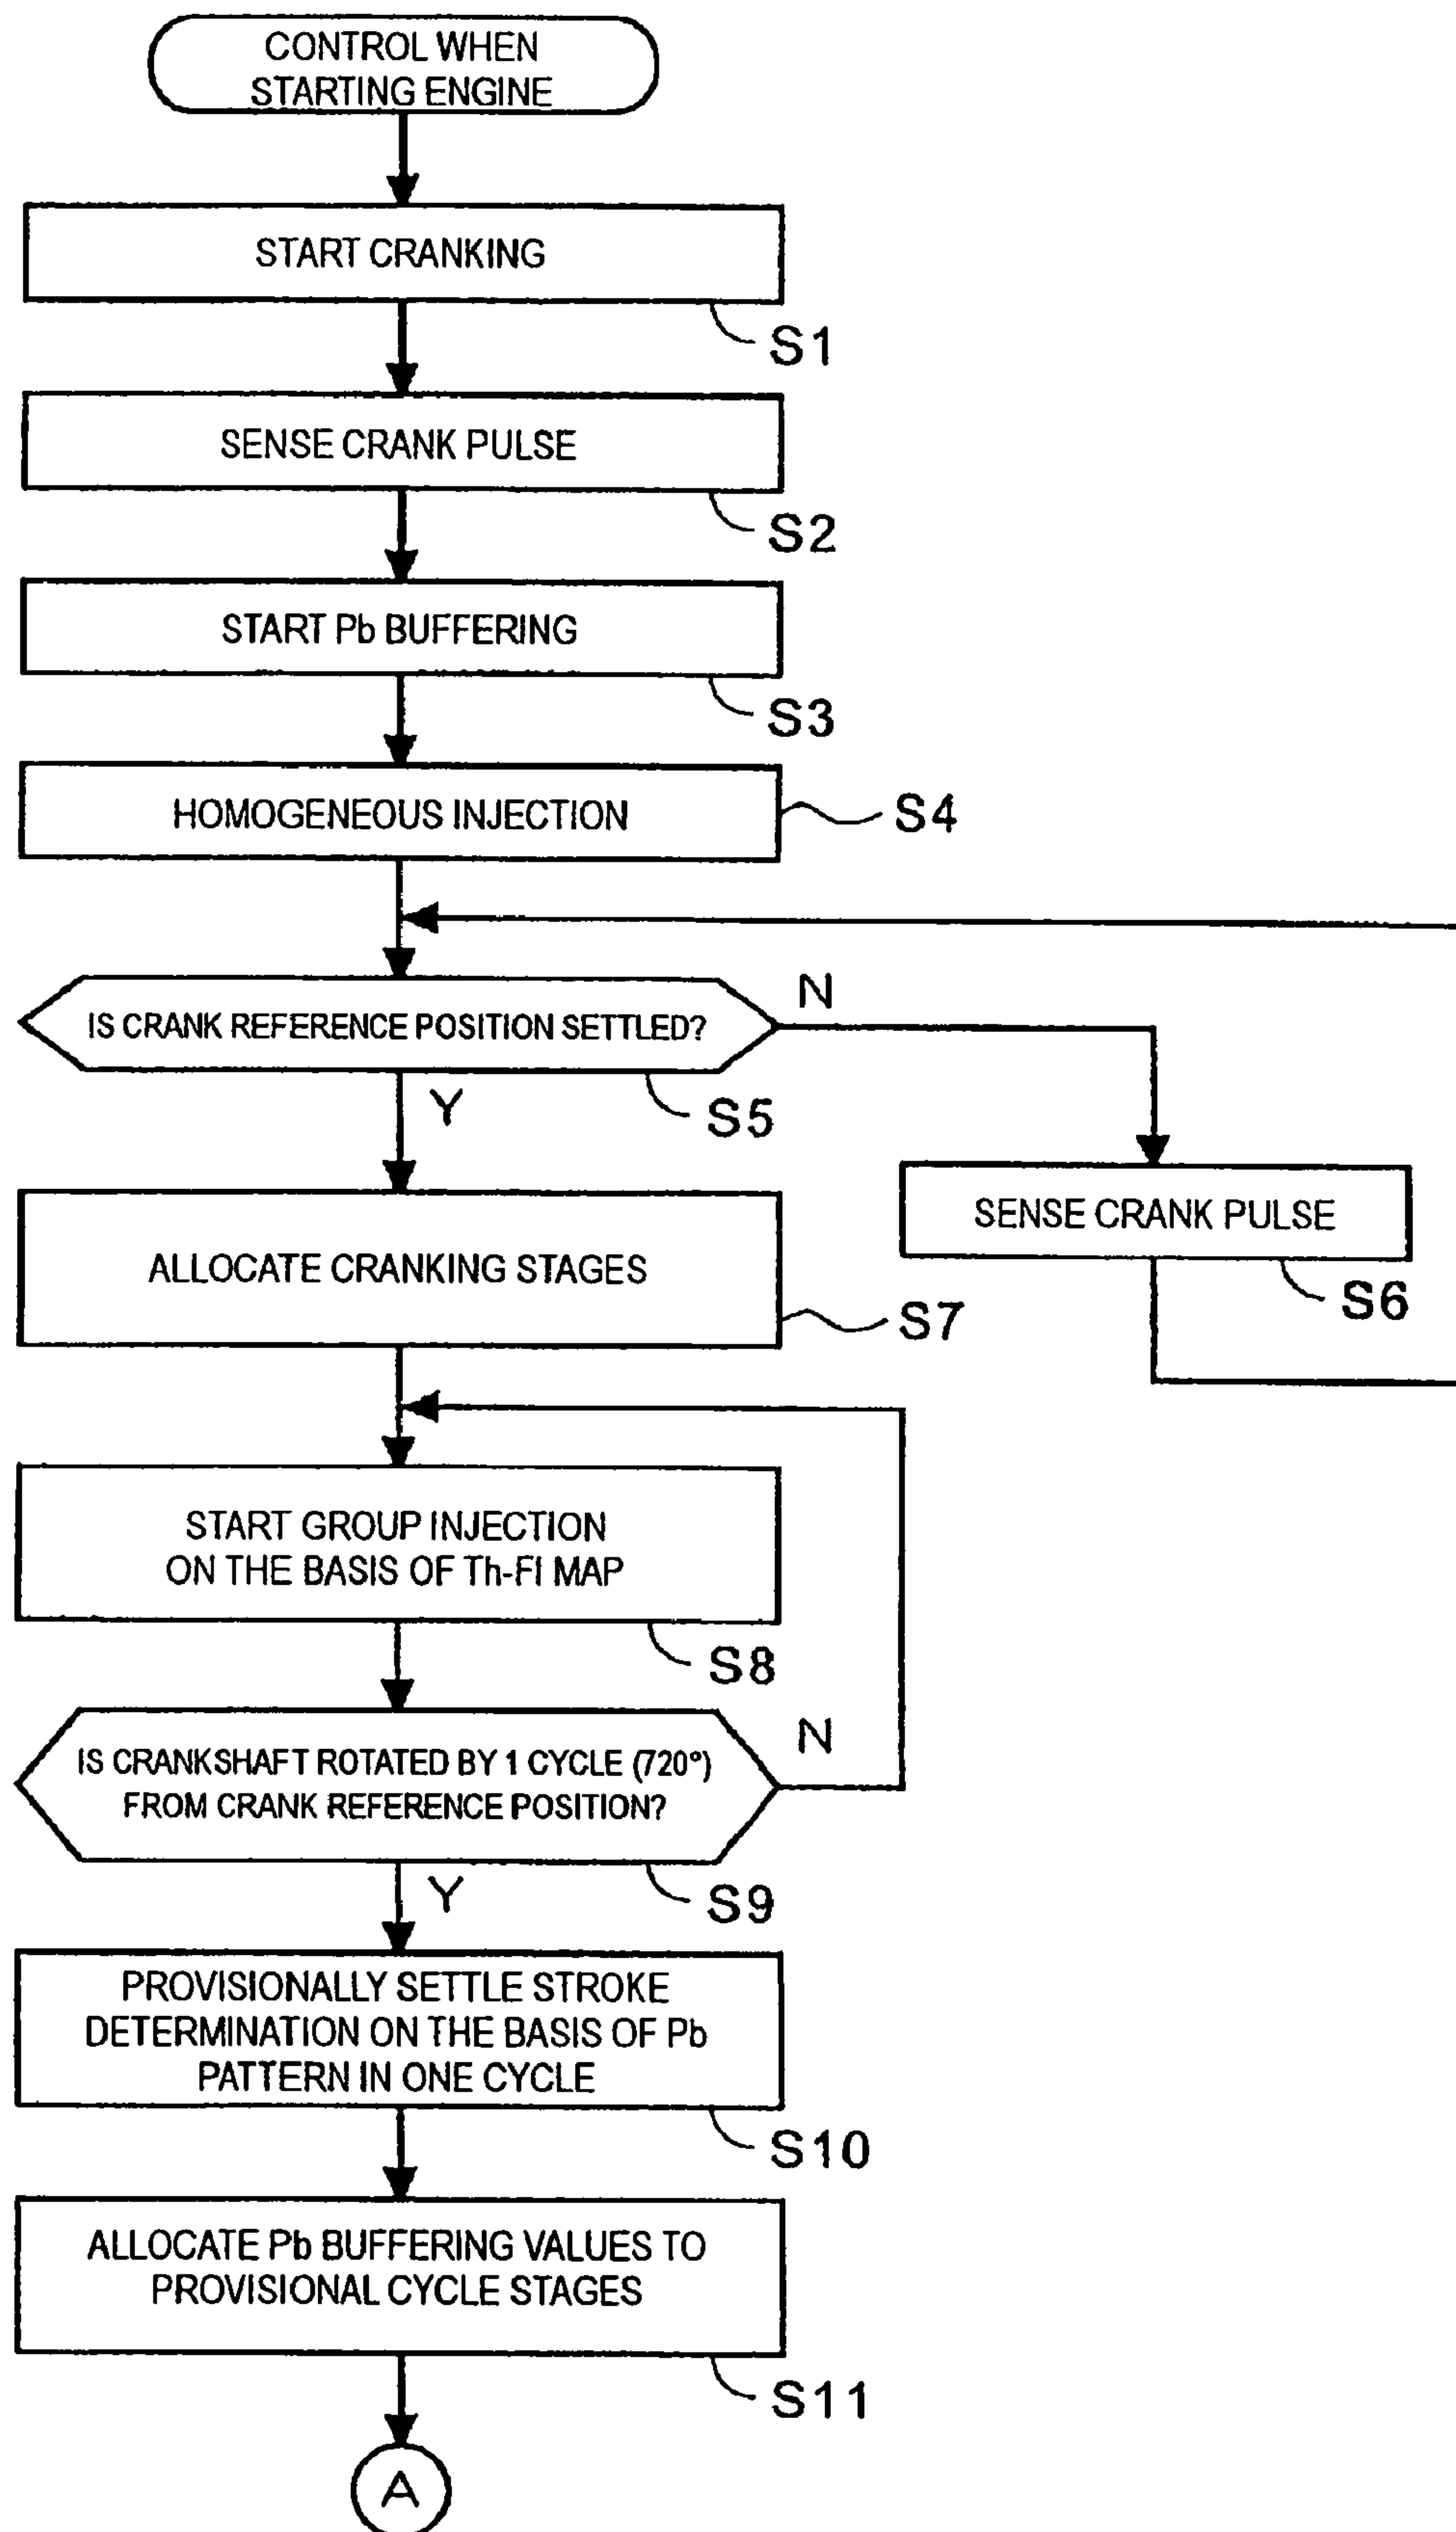 CONTROL WHEN
STARTING ENGINE
START CRANKING
S1
SENSE CRANK PULSE
S2
START Pb BUFFERING
S3
HOMOGENEOUS INJECTION
S4
IS CRANK REFERENCE POSITION SETTLED?
N
S5
Y
SENSE CRANK PULSE
S6
ALLOCATE CRANKING STAGES
S7
START GROUP INJECTION
ON THE BASIS OF Th-FI MAP
S8
IS CRANKSHAFT ROTATED BY 1 CYCLE (720°)
FROM CRANK REFERENCE POSITION?
N
S9
Y
PROVISIONALLY SETTLE STROKE
DETERMINATION ON THE BASIS OF Pb
PATTERN IN ONE CYCLE
S10
ALLOCATE Pb BUFFERING VALUES TO
PROVISIONAL CYCLE STAGES
S11
A